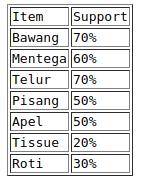 Item Support
Bawang 70%
Mentega 60%
Telur 70%
Pisang 50%
Apel 50%
Tissue 20%
Roti 30%